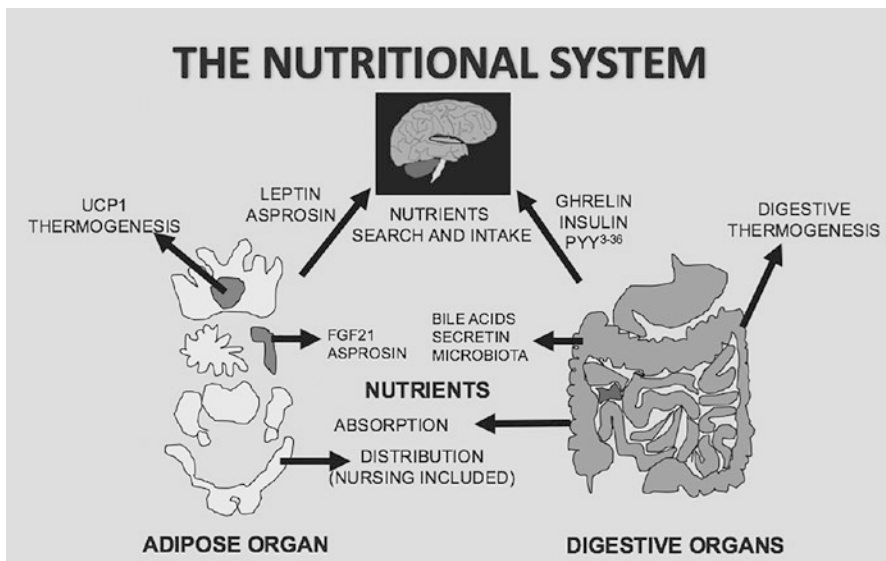 THE NUTRITIONAL SYSTEM
UCP1
THERMOGENESIS
LEPTIN
ASPROSIN
NUTRIENTS
SEARCH AND INTAKE
GHRELIN
INSULIN
PYY³⁻³⁶
DIGESTIVE
THERMOGENESIS
FGF21
ASPROSIN
BILE ACIDS
SECRETIN
MICROBIOTA
NUTRIENTS
ABSORPTION
DISTRIBUTION
(NURSING INCLUDED)
ADIPOSE ORGAN
DIGESTIVE ORGANS